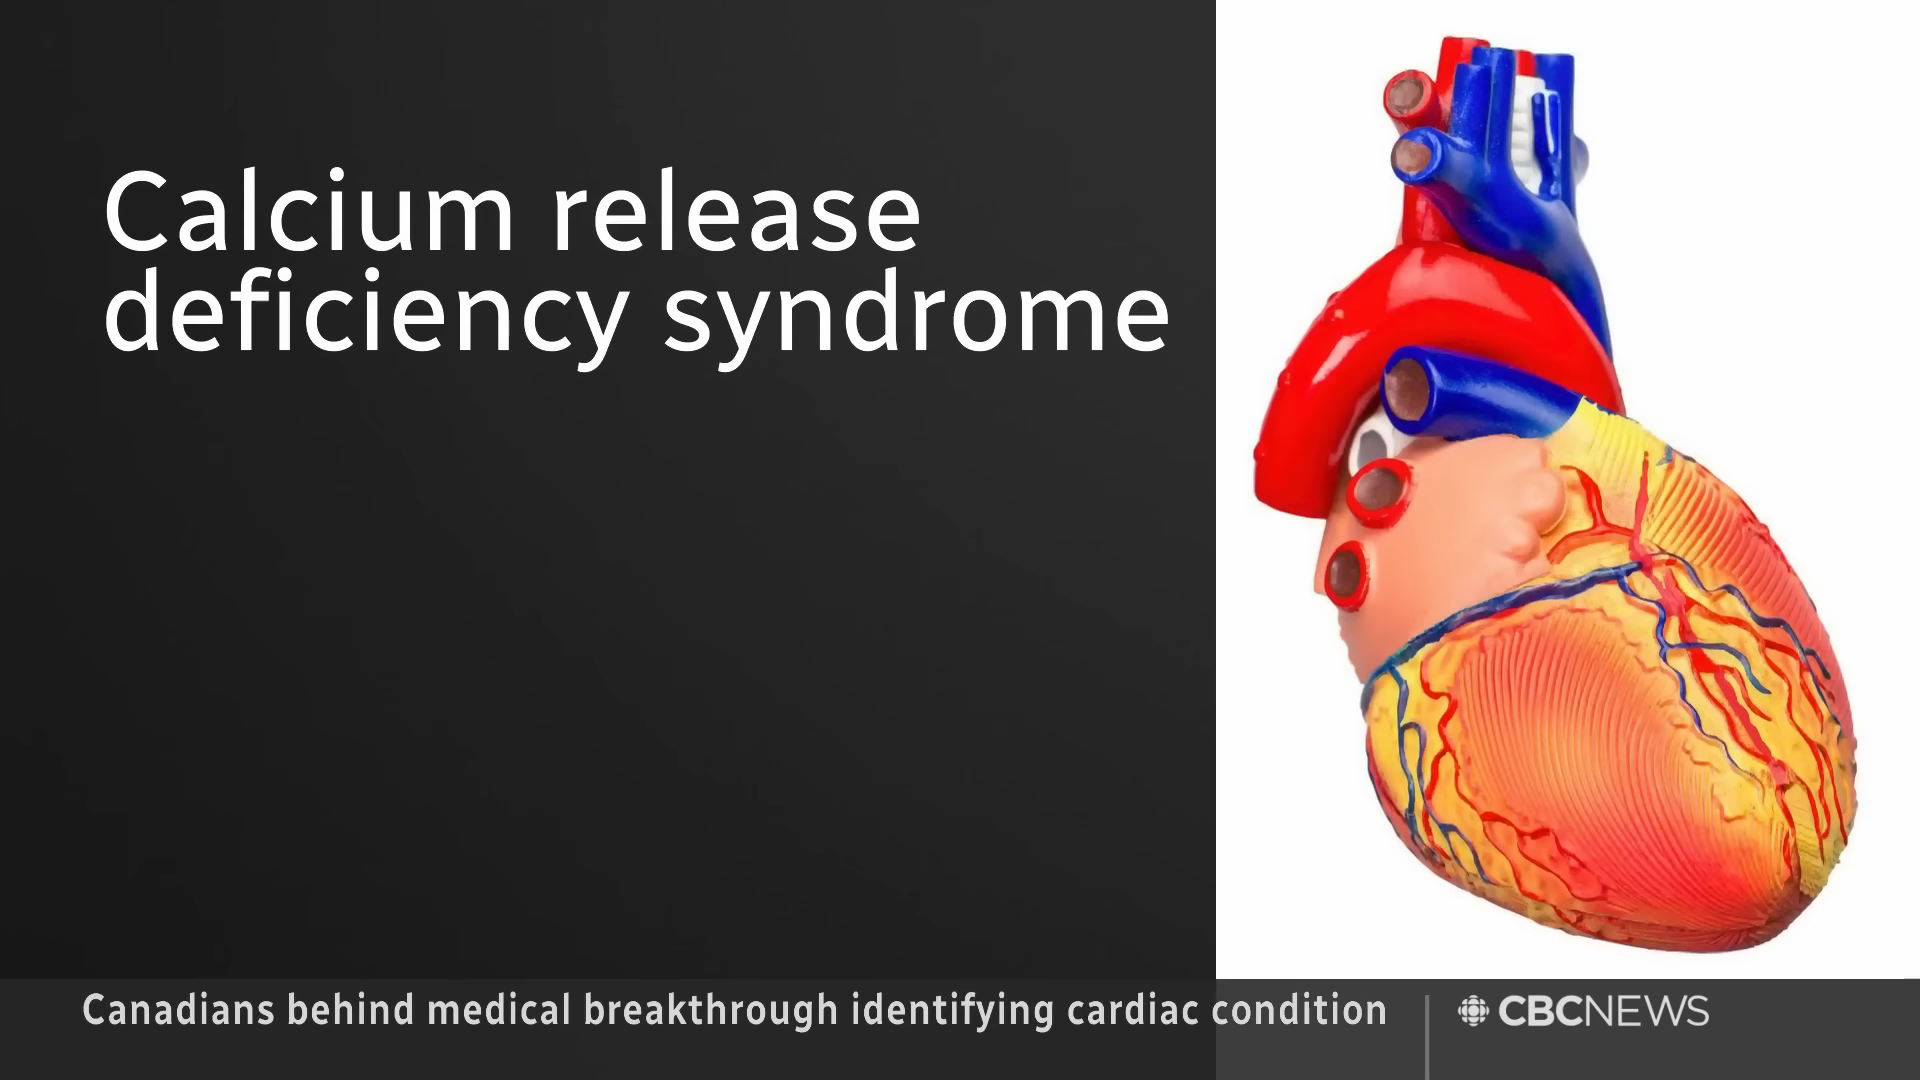 Calcium release
deficiency syndrome
Canadians behind medical breakthrough identifying cardiac condition
CBCNEWS